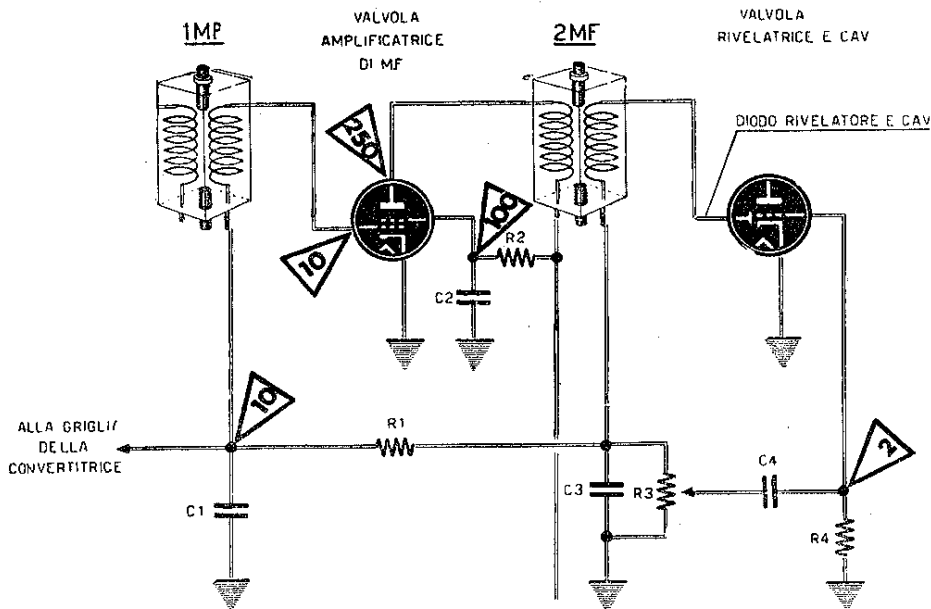 1MF
VALVOLA
AMPLIFICATRICE
DI MF
2MF
VALVOLA
RIVELATRICE E CAV
DIODO RIVELATORE E CAV
250
100
10
R2
C2
10
R1
ALLA GRIGLIA
DELLA
CONVERTITRICE
C1
C3
R3
C4
2
R4